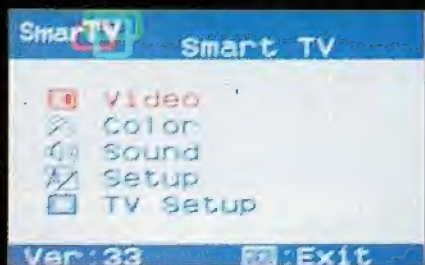 SmarTV
Smart TV
Video
Color
Sound
Setup
TV Setup
Ver:33 :Exit